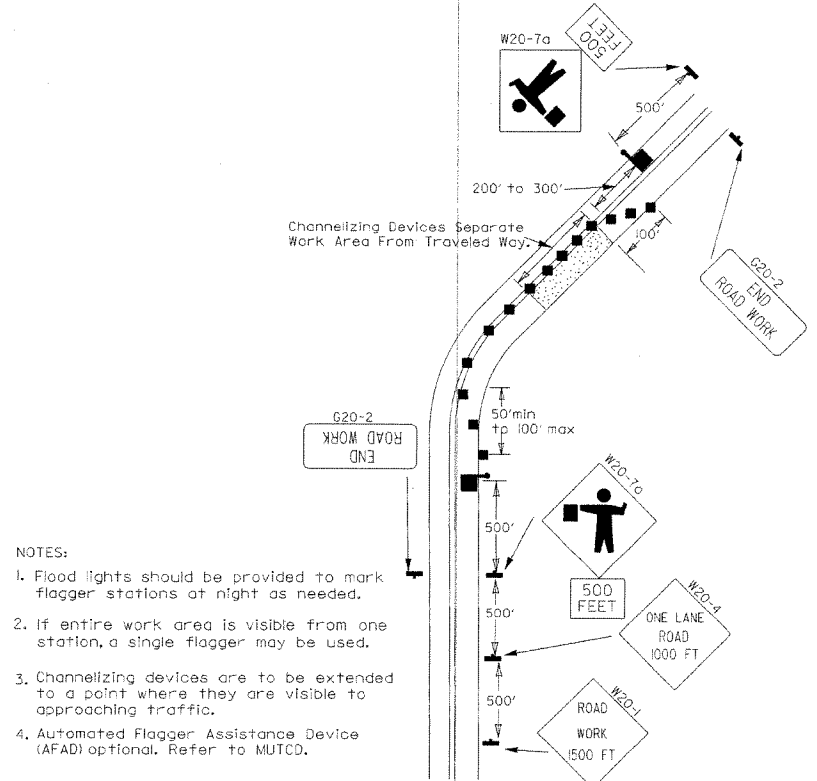 W20-7a
500
FEET
500'
200' to 300'
Channelizing Devices Separate
Work Area From Traveled Way.
100'
G20-2
END
ROAD WORK
50'min
tp 100' max
G20-2
END
ROAD WORK
W20-7a
500'
500
FEET
500'
W20-4
ONE LANE
ROAD
1000 FT
500'
W20-1
ROAD
WORK
1500 FT
NOTES:
1. Flood lights should be provided to mark
flagger stations at night as needed.
2. If entire work area is visible from one
station, a single flagger may be used.
3. Channelizing devices are to be extended
to a point where they are visible to
approaching traffic.
4. Automated Flagger Assistance Device
(AFAD) optional. Refer to MUTCD.